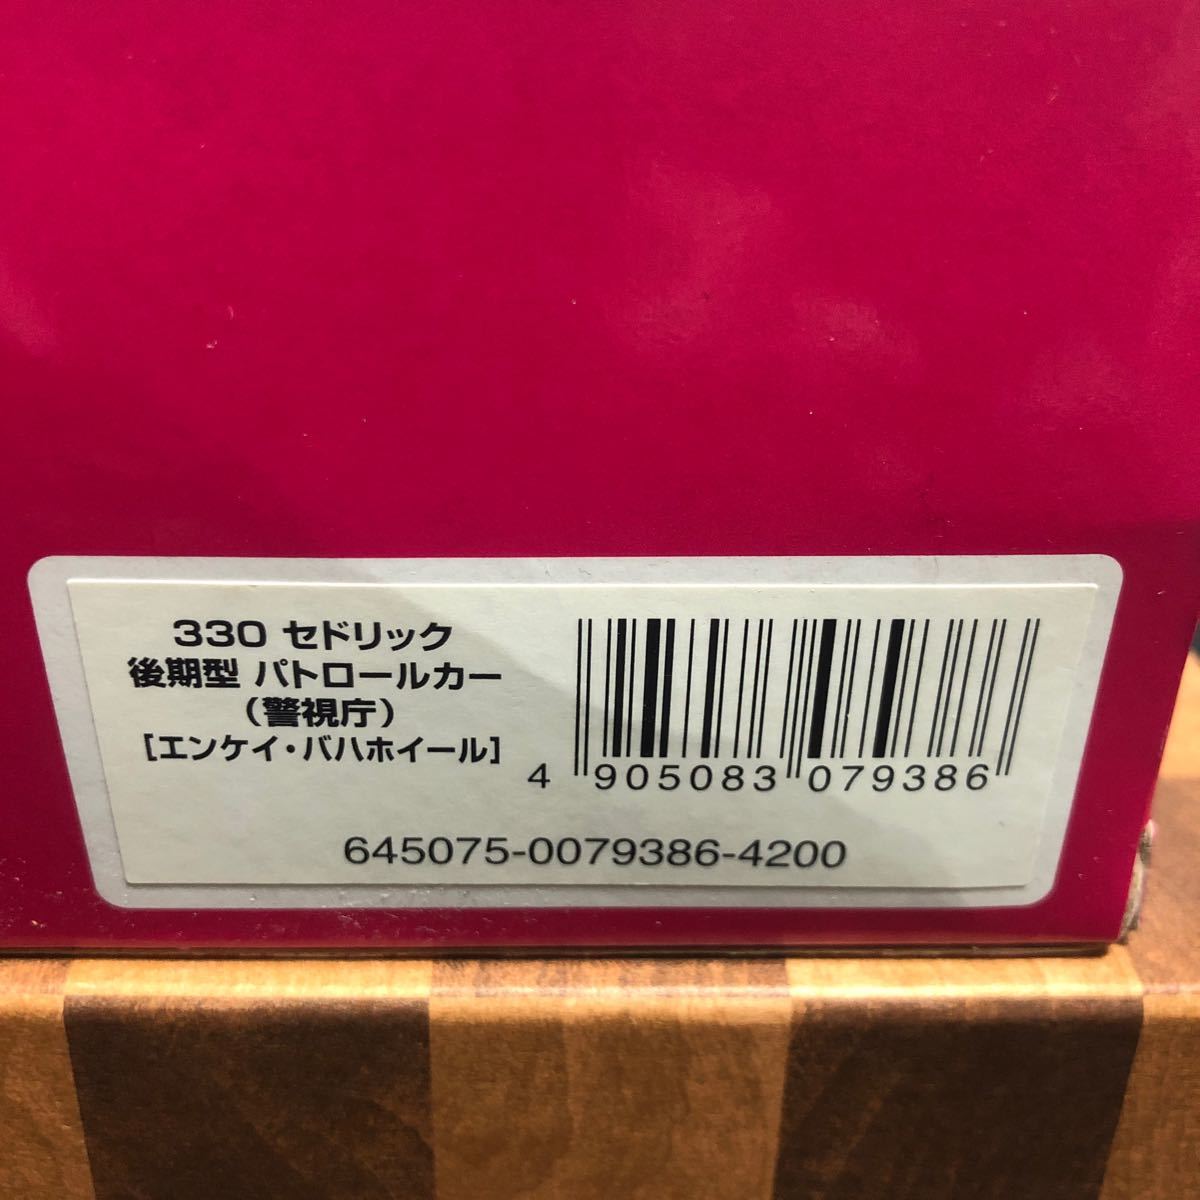 330 セドリック
後期型 パトロールカー
（警視庁）
［エンケイ・バハホイール］
4 905083 079386
645075-0079386-4200